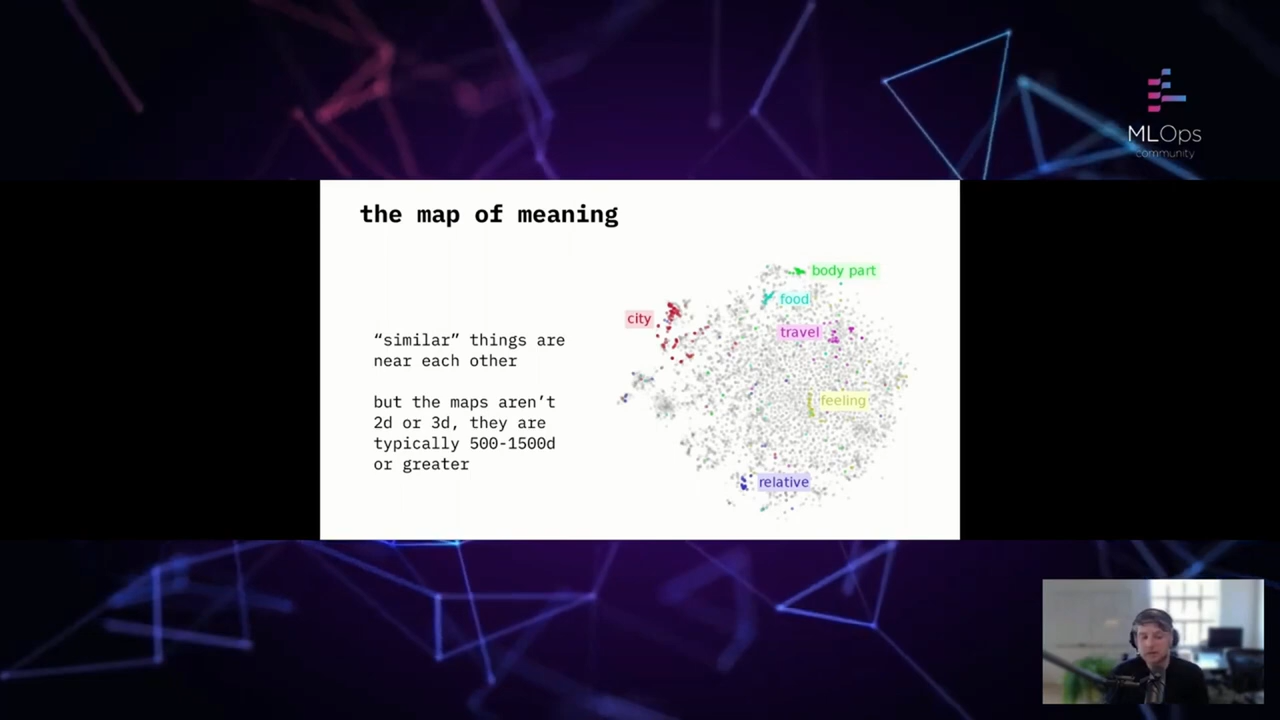 MLOps
community
the map of meaning
body part
food
city
travel
“similar” things are
near each other
feeling
but the maps aren’t
2d or 3d, they are
typically 500-1500d
or greater
relative